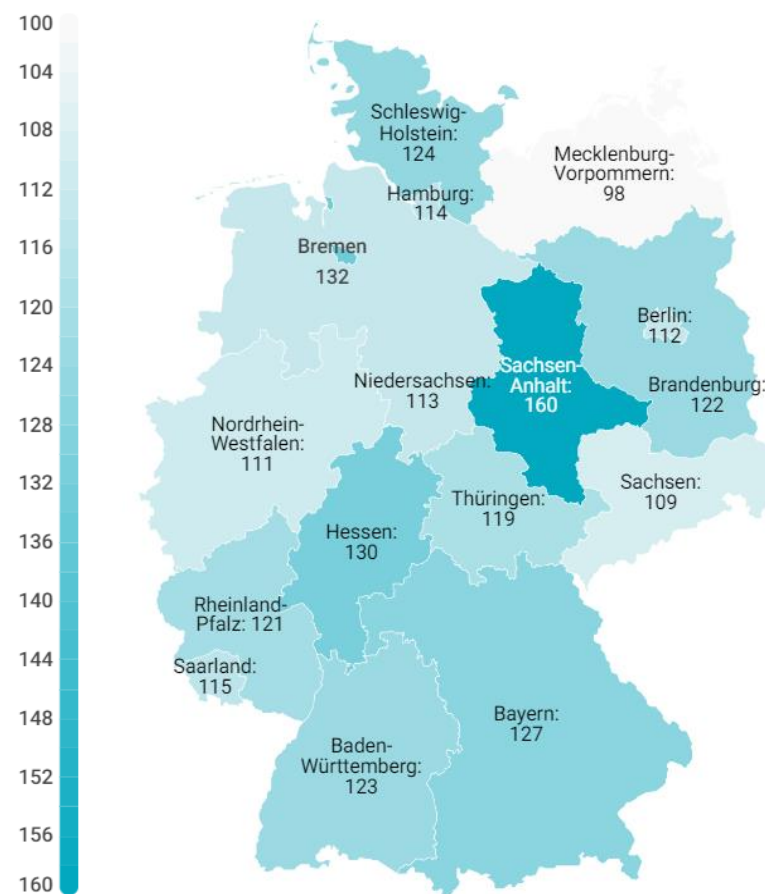 100
104
108
112
116
120
124
128
132
136
140
144
148
152
156
160
Schleswig-
Holstein:
124
Mecklenburg-
Vorpommern:
98
Hamburg:
114
Bremen
132
Berlin:
112
Sachsen-
Anhalt:
160
Niedersachsen:
113
Brandenburg:
122
Nordrhein-
Westfalen:
111
Sachsen:
109
Thüringen:
119
Hessen:
130
Rheinland-
Pfalz: 121
Saarland:
115
Bayern:
127
Baden-
Württemberg:
123